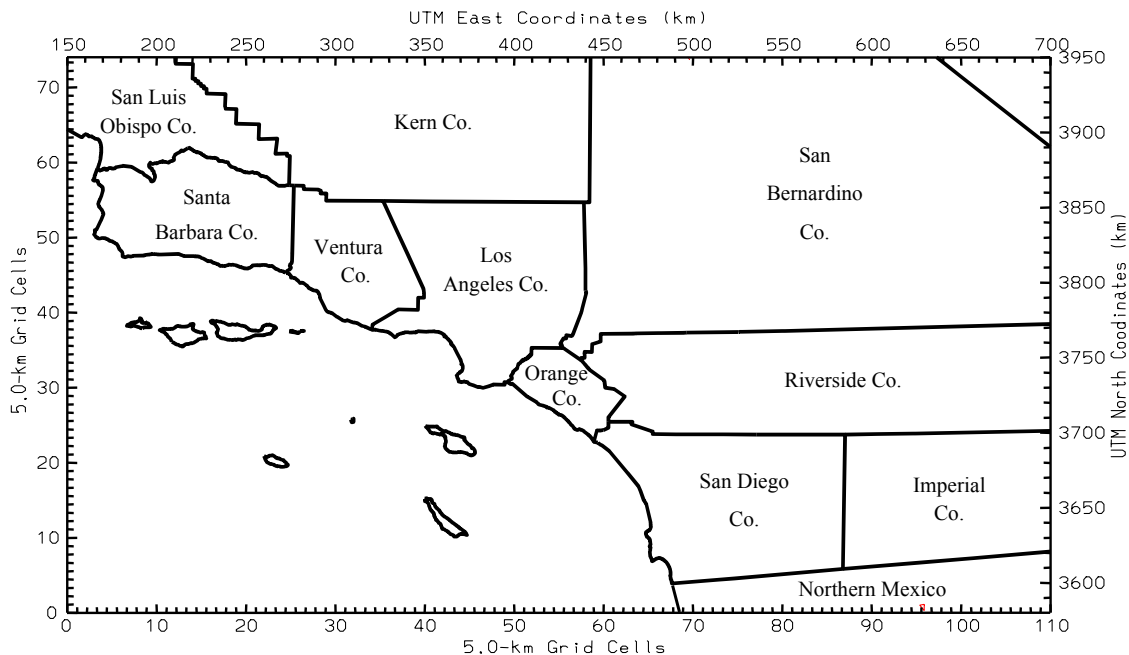 UTM East Coordinates (km)
150 200 250 300 350 400 450 500 550 600 650 700
70
60
50
40
30
20
10
0
5.0-km Grid Cells
San Luis
Obispo Co.
Kern Co.
San
Bernardino
Co.
Santa
Barbara Co.
Ventura
Co.
Los
Angeles Co.
Orange
Co.
Riverside Co.
San Diego
Co.
Imperial
Co.
Northern Mexico
3950
3900
3850
3800
3750
3700
3650
3600
UTM North Coodinates (km)
0 10 20 30 40 50 60 70 80 90 100 110
5.0-km Grid Cells